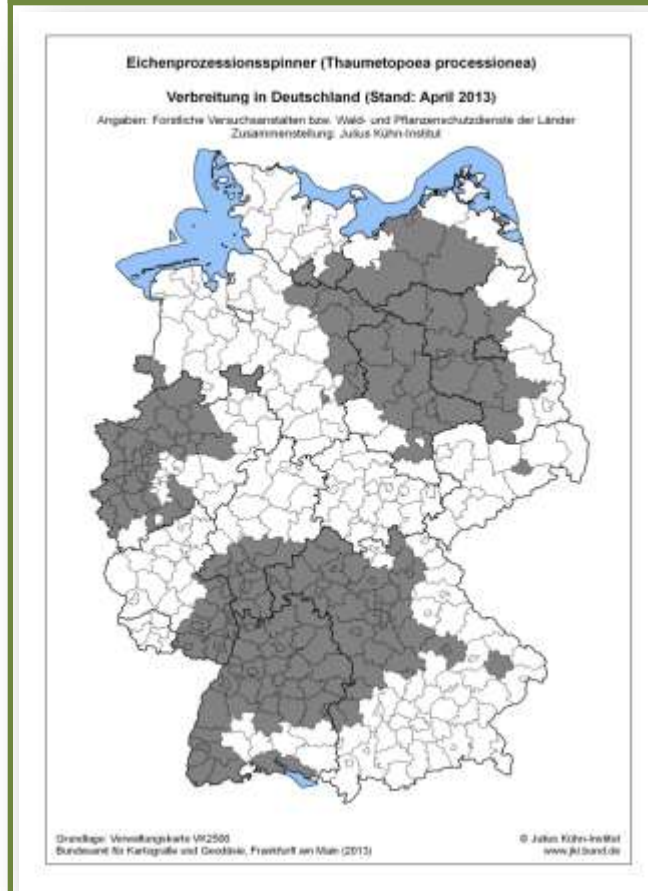 Eichenprozessionsspinner (Thaumetopoea processionea)
Verbreitung in Deutschland (Stand: April 2013)
Angaben: Forstliche Versuchsanstalten bzw. Wald- und Pflanzenschutzdienste der Länder
Zusammenstellung: Julius Kühn-Institut
Grundlage: Verwaltungskarte VK2500
Bundesamt für Kartografie und Geodäsie, Frankfurt am Main (2013)
© Julius Kühn-Institut
www.jki.bund.de